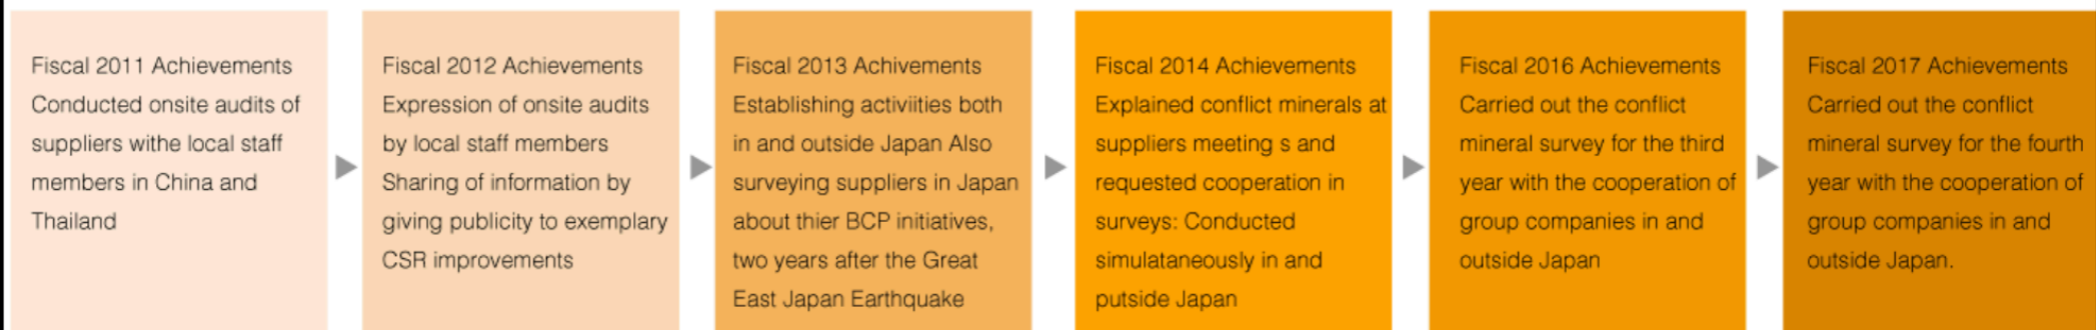 Fiscal 2011 Achievements
Conducted onsite audits of
suppliers withe local staff
members in China and
Thailand
Fiscal 2012 Achievements
Expression of onsite audits
by local staff members
Sharing of information by
giving publicity to exemplary
CSR improvements
Fiscal 2013 Achivements
Establishing activiities both
in and outside Japan Also
surveying suppliers in Japan
about thier BCP initiatives,
two years after the Great
East Japan Earthquake
Fiscal 2014 Achievements
Explained conflict minerals at
suppliers meeting s and
requested cooperation in
surveys: Conducted
simulataneously in and
putside Japan
Fiscal 2016 Achievements
Carried out the conflict
mineral survey for the third
year with the cooperation of
group companies in and
outside Japan
Fiscal 2017 Achievements
Carried out the conflict
mineral survey for the fourth
year with the cooperation of
group companies in and
outside Japan.